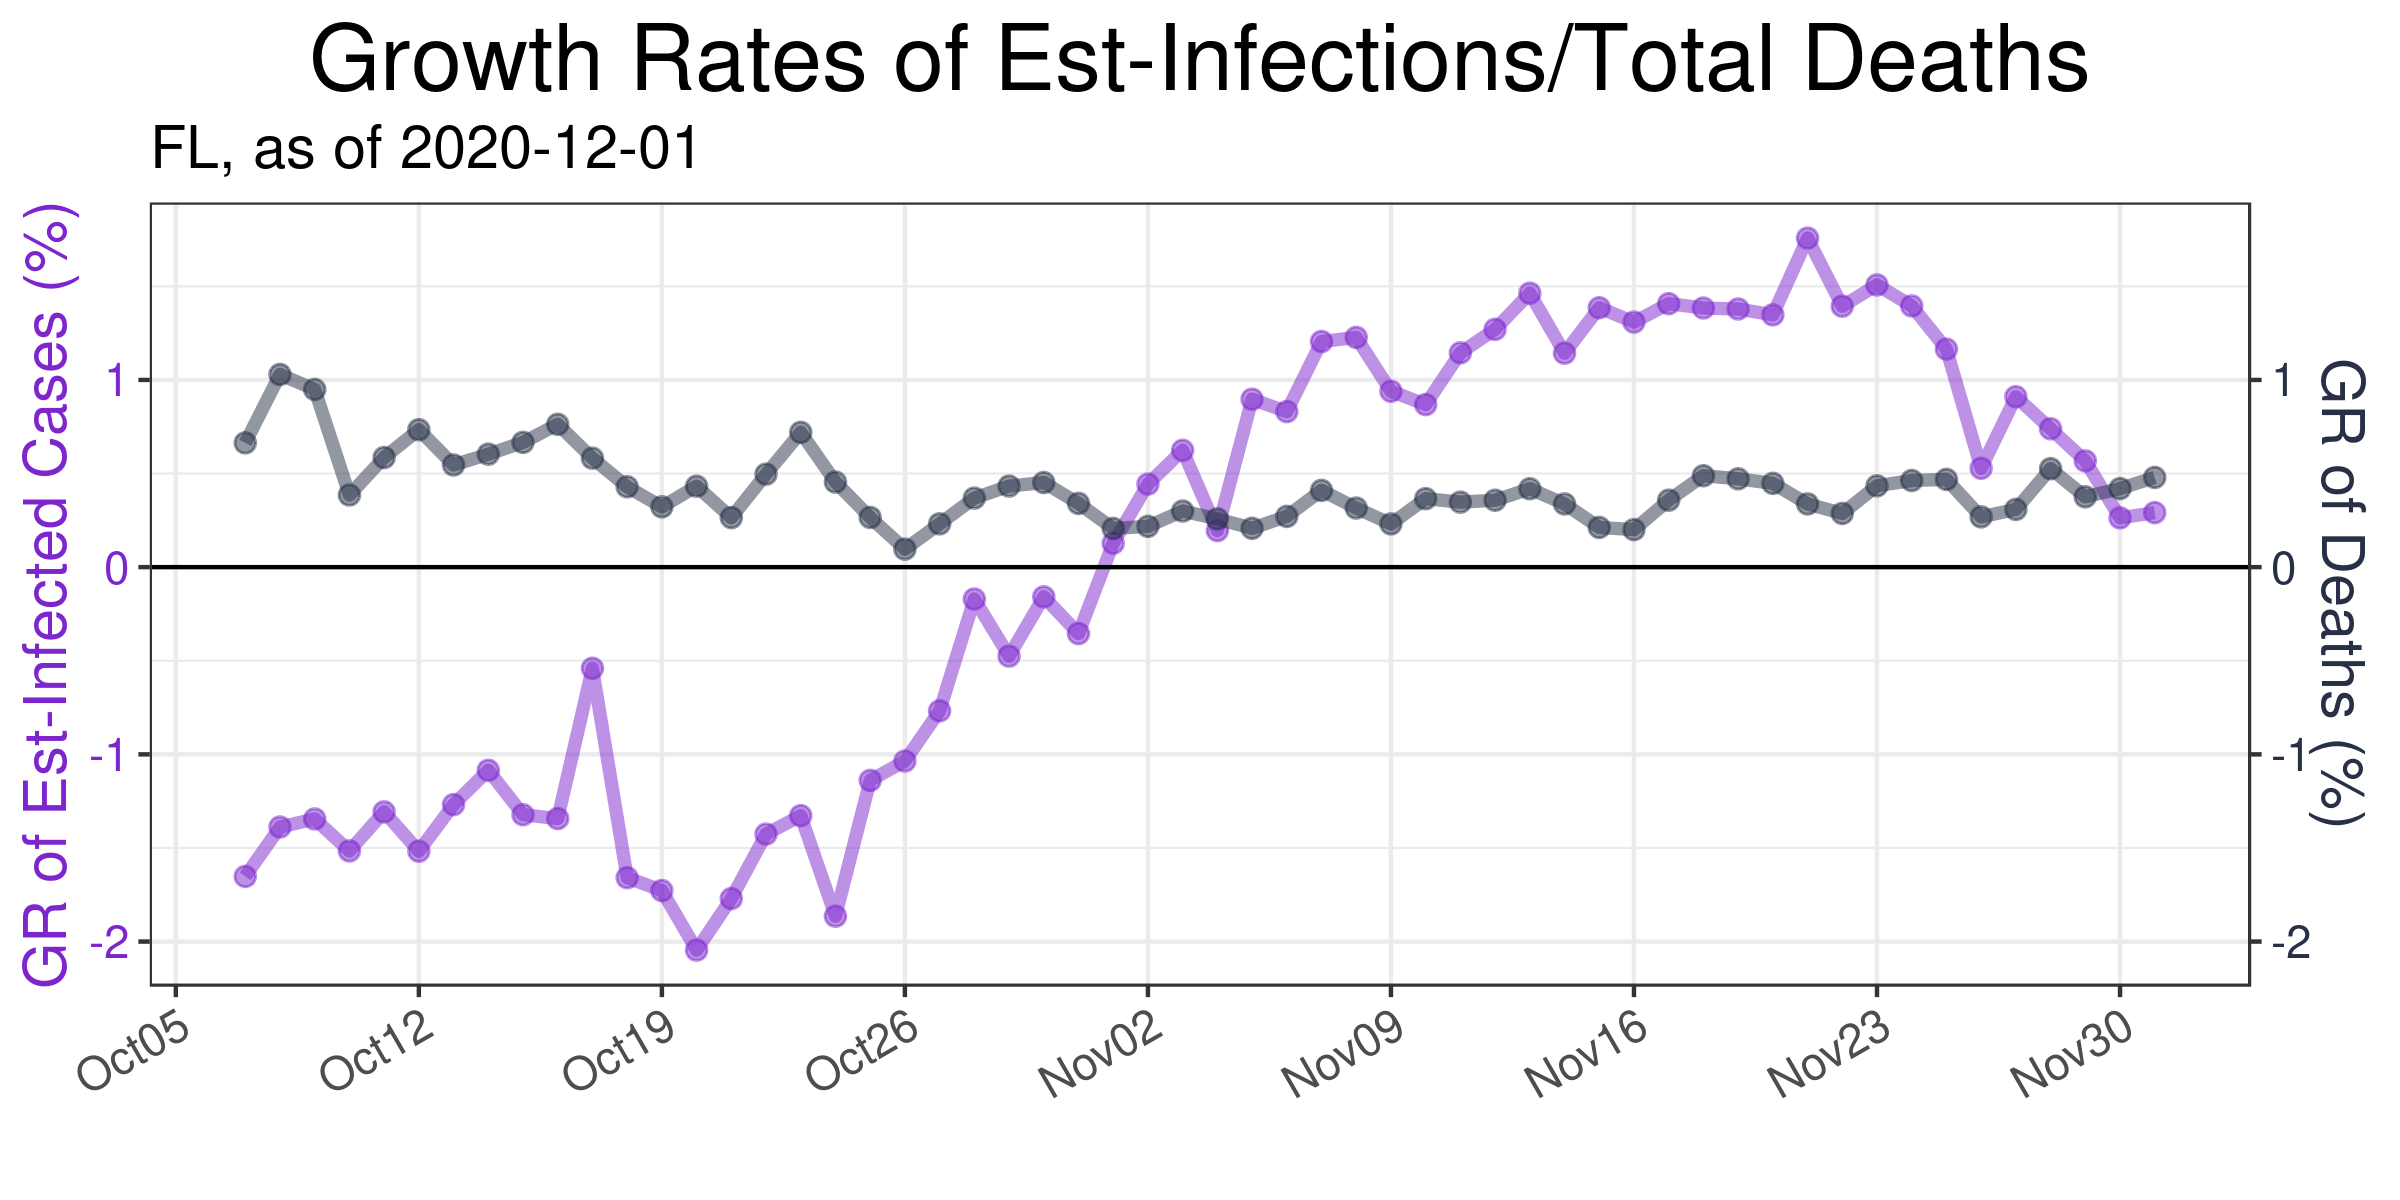 Growth Rates of Est-Infections/Total Deaths
FL, as of 2020-12-01
GR of Est-Infected Cases (%)
1
0
-1
-2
1
0
-1
-2
GR of Deaths (%)
Oct05
Oct12
Oct19
Oct26
Nov02
Nov09
Nov16
Nov23
Nov30